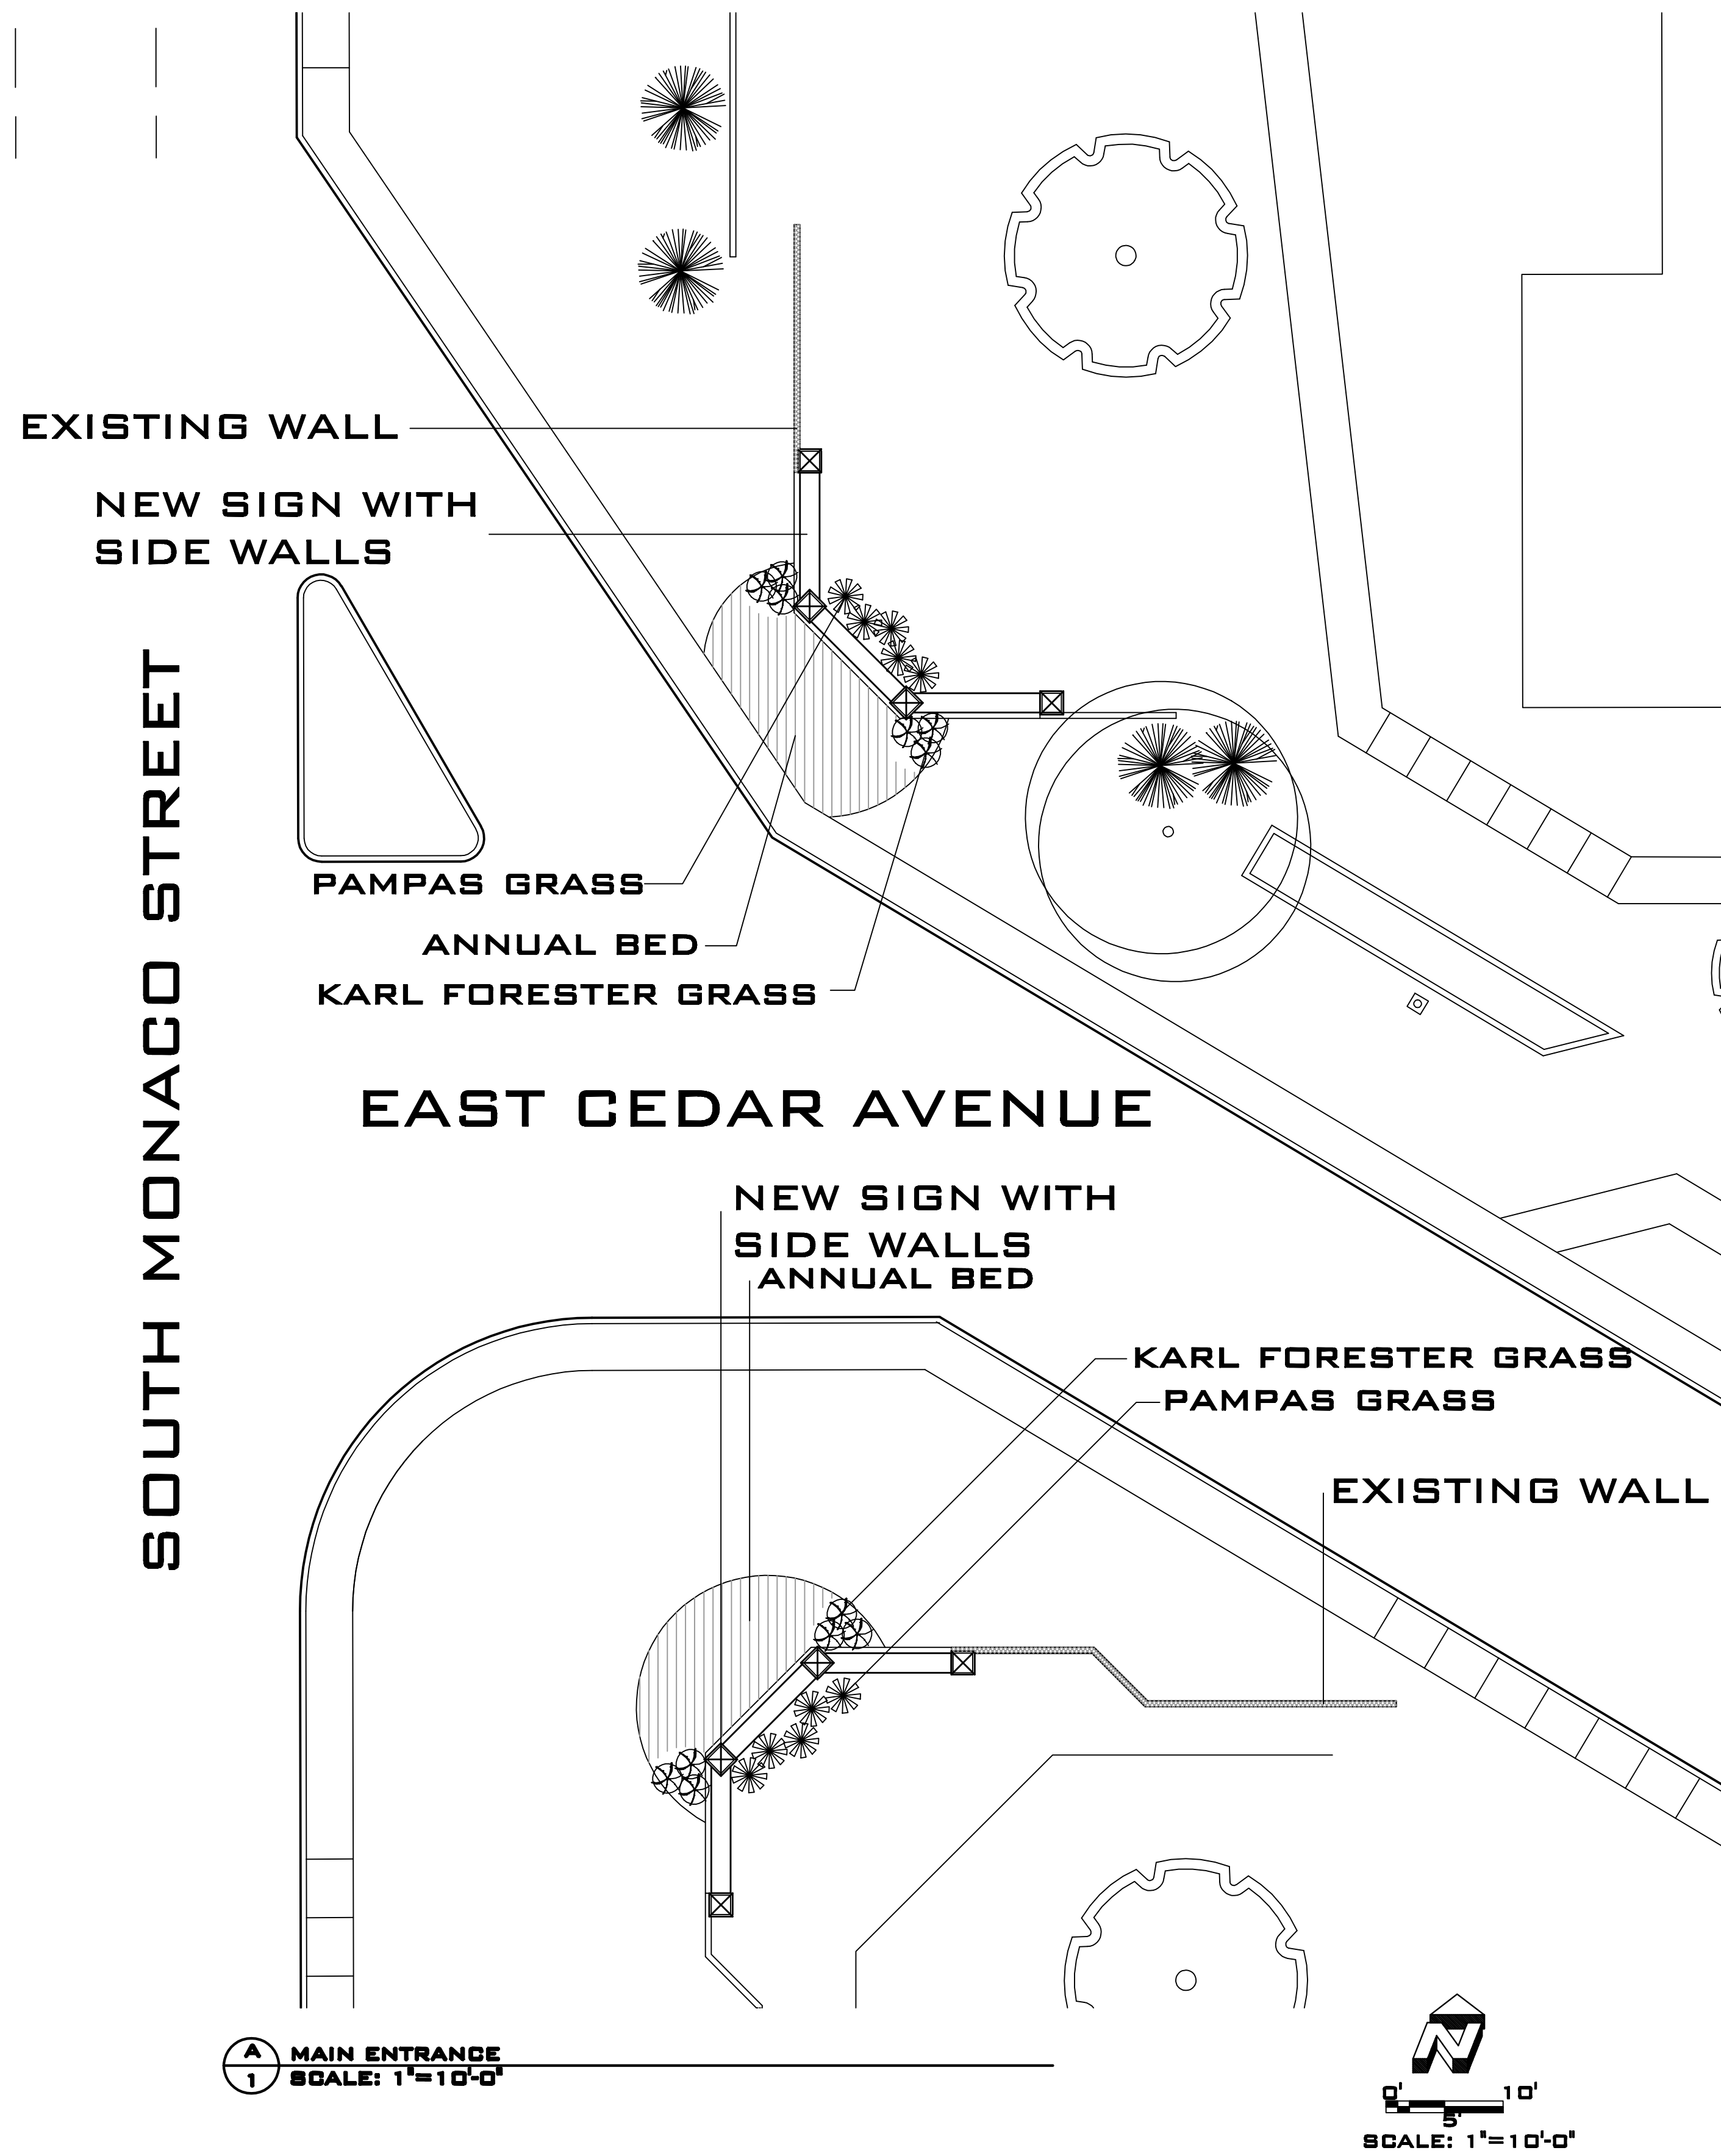 EXISTING WALL
NEW SIGN WITH
SIDE WALLS
SOUTH MONACO STREET
PAMPAS GRASS
ANNUAL BED
KARL FORESTER GRASS
EAST CEDAR AVENUE
NEW SIGN WITH
SIDE WALLS
ANNUAL BED
KARL FORESTER GRASS
PAMPAS GRASS
EXISTING WALL
A
1
MAIN ENTRANCE
SCALE: 1"=10'-0"
N
0' 10'
5'
SCALE: 1"=10'-0"